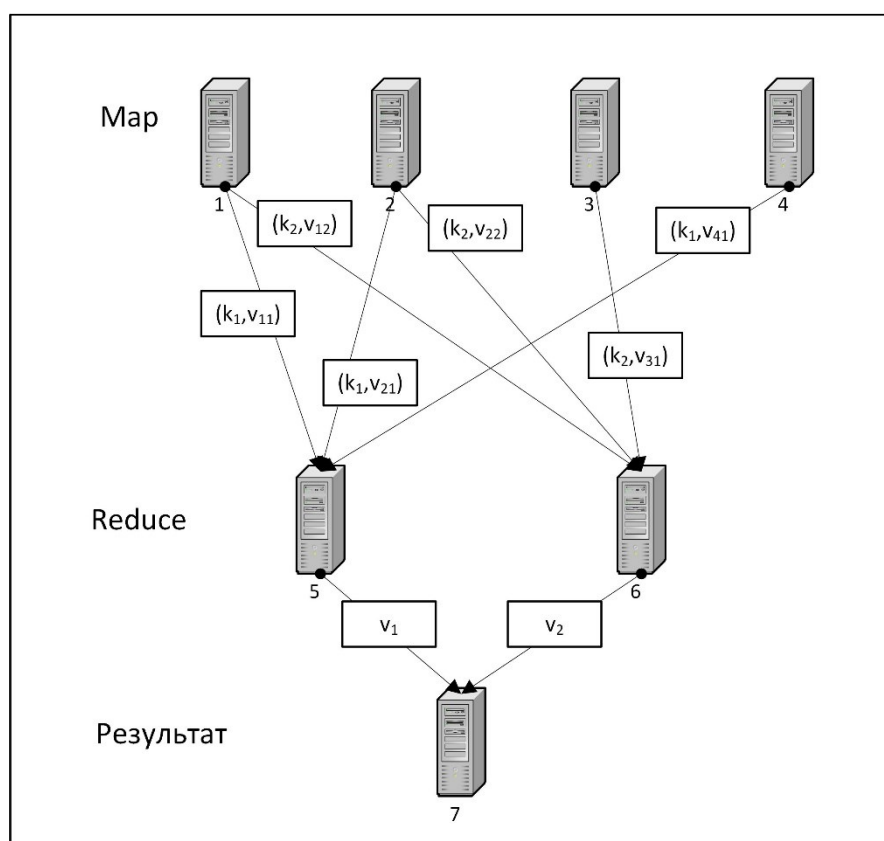 Map
1
2
3
4
(k₂,v₁₂)
(k₂,v₂₂)
(k₁,v₄₁)
(k₁,v₁₁)
(k₁,v₂₁)
(k₂,v₃₁)
Reduce
5
6
v₁
v₂
Результат
7